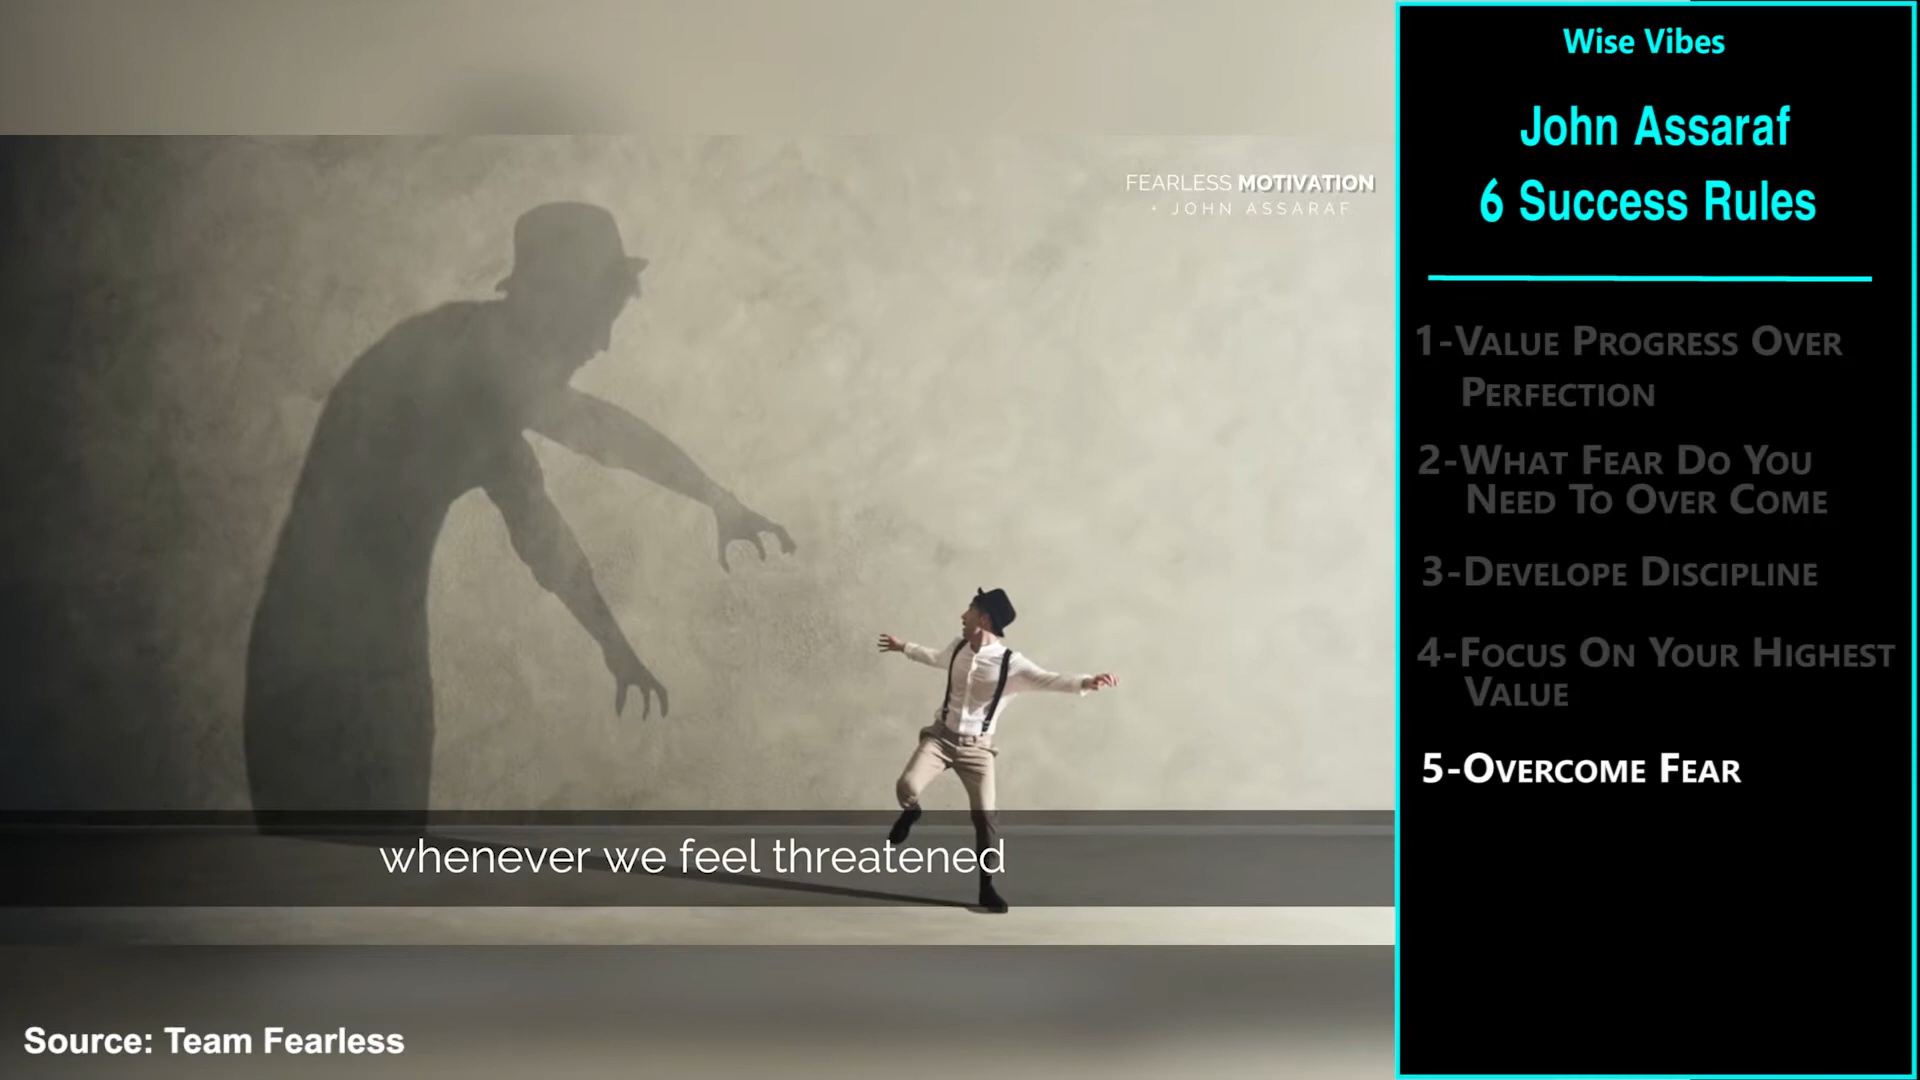 FEARLESS MOTIVATION
+ JOHN ASSARAF
whenever we feel threatened
Source: Team Fearless
Wise Vibes
John Assaraf
6 Success Rules
1-VALUE PROGRESS OVER
PERFECTION
2-WHAT FEAR DO YOU
NEED TO OVER COME
3-DEVELOPE DISCIPLINE
4-FOCUS ON YOUR HIGHEST
VALUE
5-OVERCOME FEAR